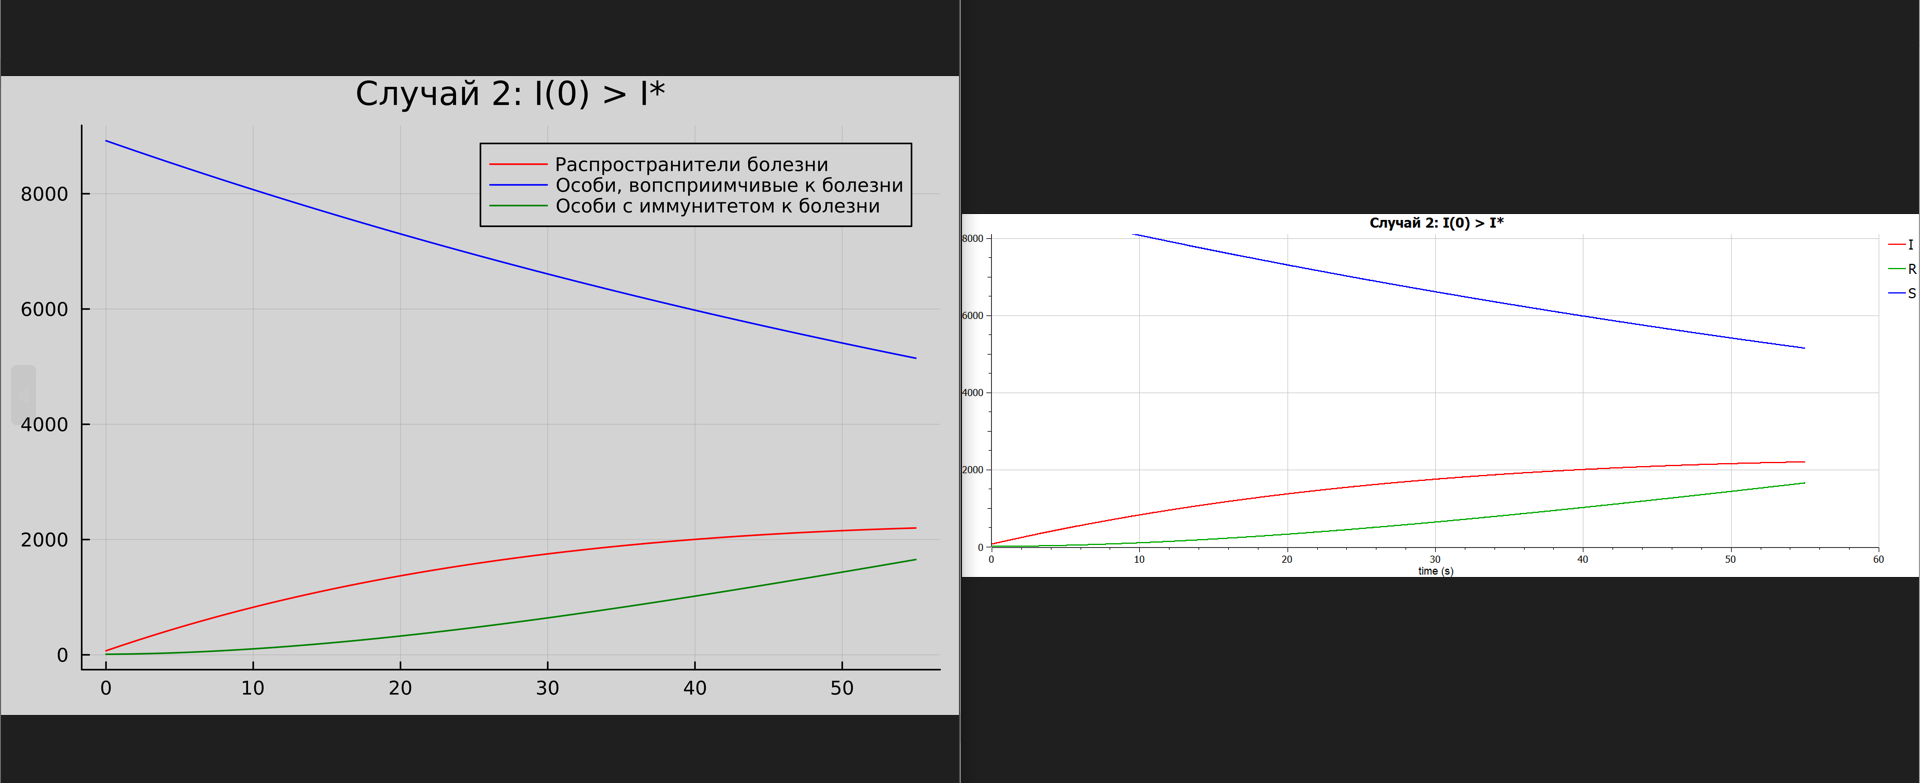 Случай 2: I(0) > I*
Распространители болезни
Особи, вопсприимчивые к болезни
Особи с иммунитетом к болезни
8000
6000
4000
2000
0
0 10 20 30 40 50
Случай 2: I(0) > I*
I
R
S
8000
6000
4000
2000
0
0 10 20 30 40 50 60
time (s)